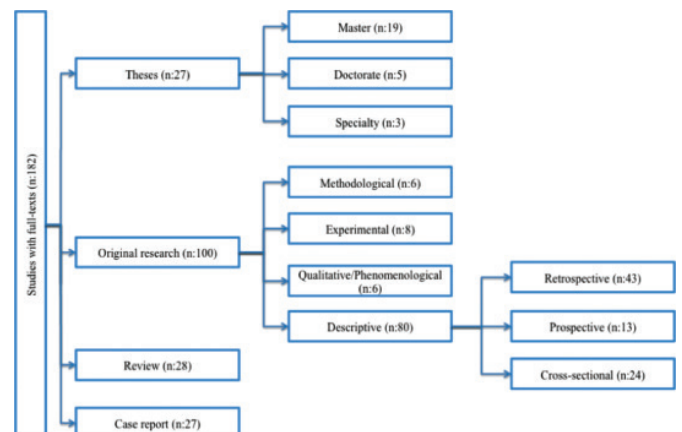 Studies with full-texts (n:182)
Theses (n:27)
Master (n:19)
Doctorate (n:5)
Specialty (n:3)
Original research (n:100)
Methodological (n:6)
Experimental (n:8)
Qualitative/Phenomenological
(n:6)
Descriptive (n:80)
Retrospective (n:43)
Prospective (n:13)
Cross-sectional (n:24)
Review (n:28)
Case report (n:27)